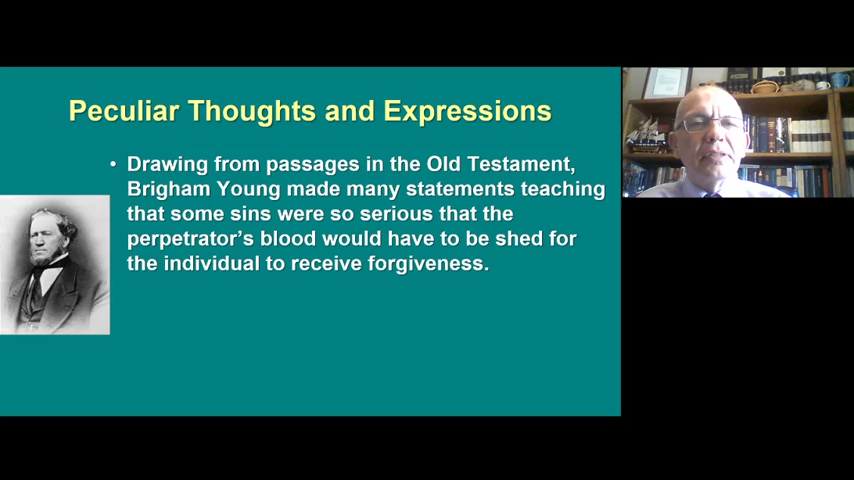 Peculiar Thoughts and Expressions
• Drawing from passages in the Old Testament,
Brigham Young made many statements teaching
that some sins were so serious that the
perpetrator's blood would have to be shed for
the individual to receive forgiveness.